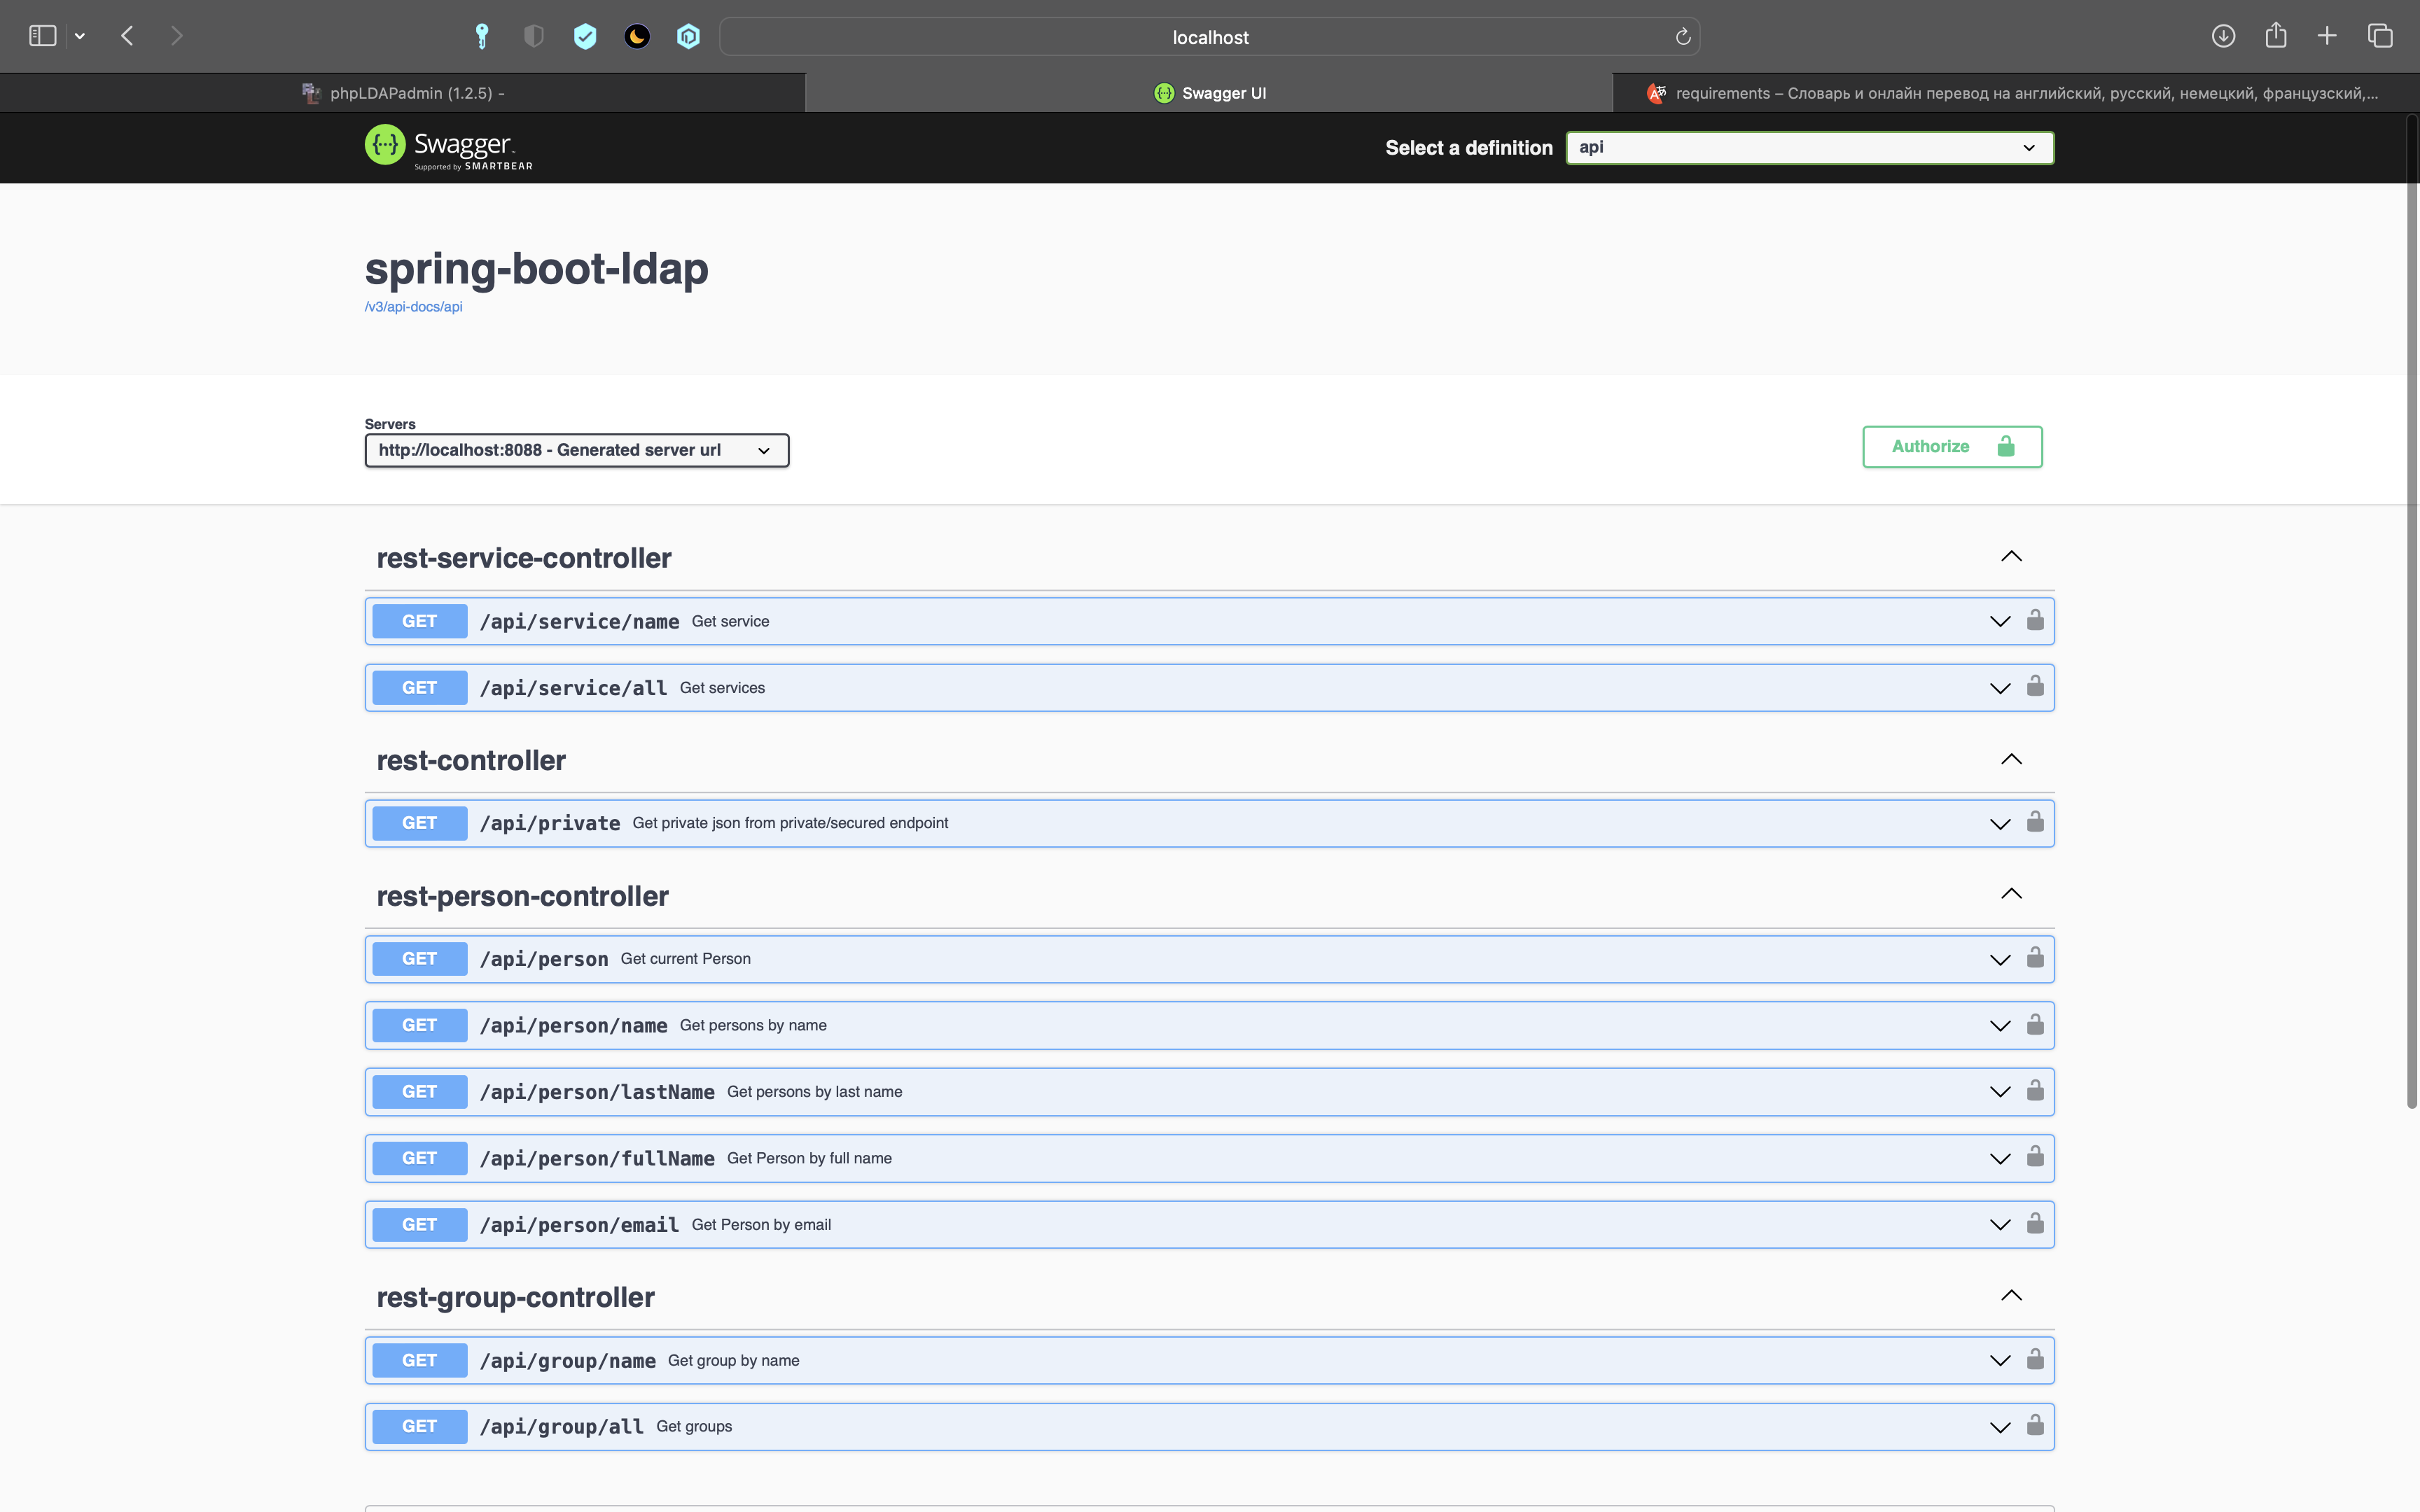 localhost
phpLDAPadmin (1.2.5) -
Swagger UI
requirements – Словарь и онлайн перевод на английский, русский, немецкий, французский,...
Swagger
Supported by SMARTBEAR
Select a definition
api
spring-boot-ldap
/v3/api-docs/api
Servers
http://localhost:8088 - Generated server url
Authorize
rest-service-controller
GET /api/service/name Get service
GET /api/service/all Get services
rest-controller
GET /api/private Get private json from private/secured endpoint
rest-person-controller
GET /api/person Get current Person
GET /api/person/name Get persons by name
GET /api/person/lastName Get persons by last name
GET /api/person/fullName Get Person by full name
GET /api/person/email Get Person by email
rest-group-controller
GET /api/group/name Get group by name
GET /api/group/all Get groups